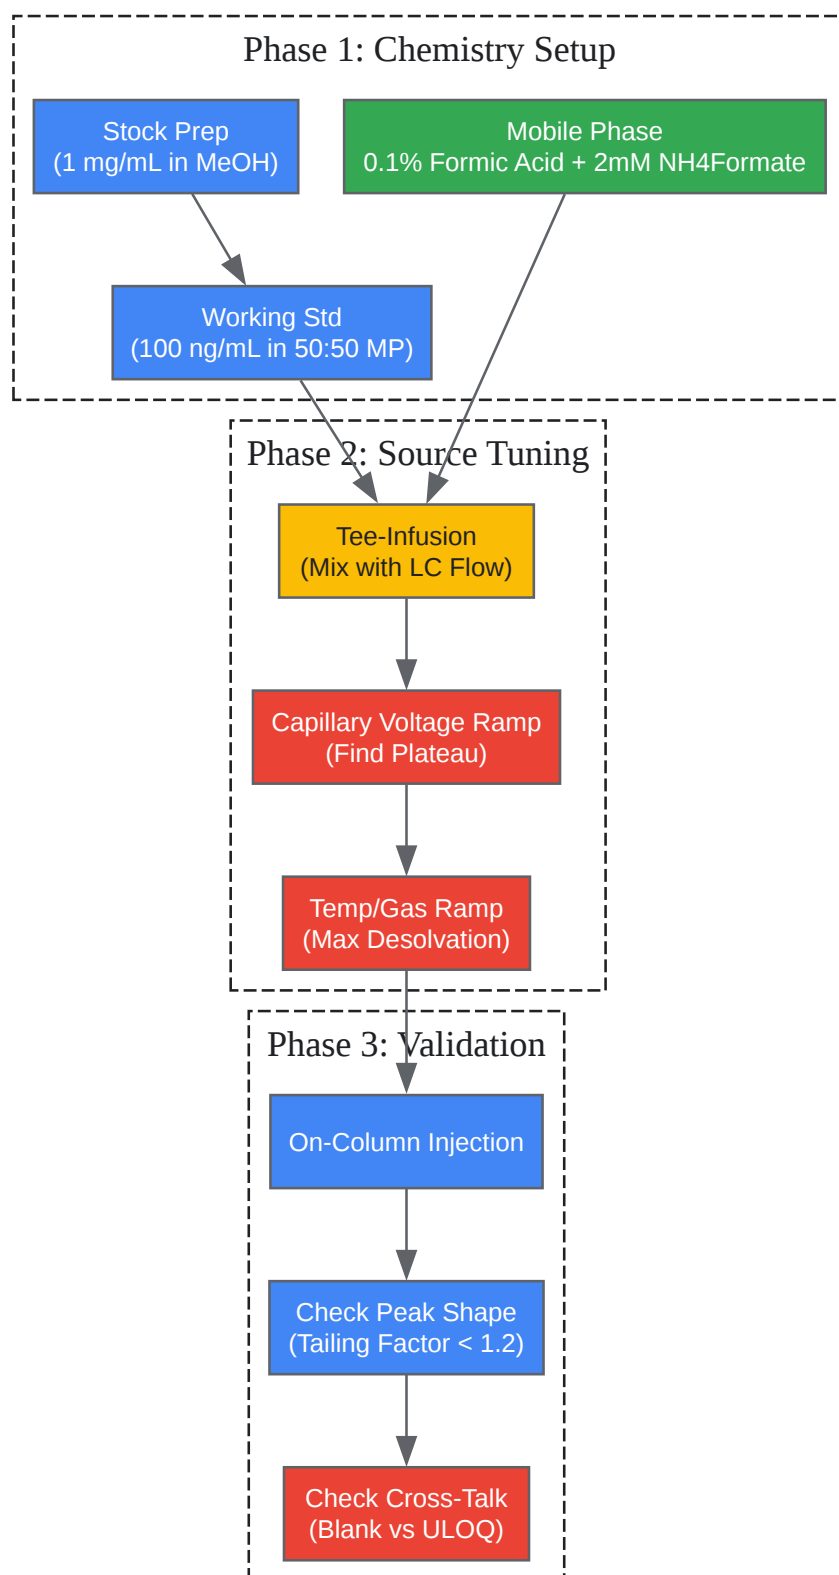 Phase 1: Chemistry Setup
Stock Prep
(1 mg/mL in MeOH)
Mobile Phase
0.1% Formic Acid + 2mM NH4Formate
Working Std
(100 ng/mL in 50:50 MP)
Phase 2: Source Tuning
Tee-Infusion
(Mix with LC Flow)
Capillary Voltage Ramp
(Find Plateau)
Temp/Gas Ramp
(Max Desolvation)
Phase 3: Validation
On-Column Injection
Check Peak Shape
(Tailing Factor < 1.2)
Check Cross-Talk
(Blank vs ULOQ)